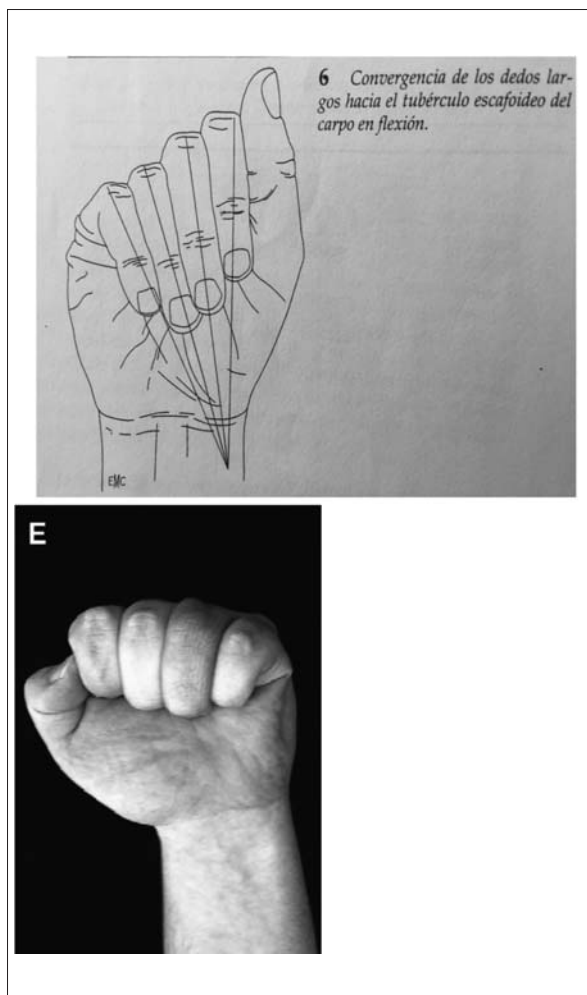 6 Convergencia de los dedos lar-
gos hacia el tubérculo escafoideo del
carpo en flexión.
EMC
E